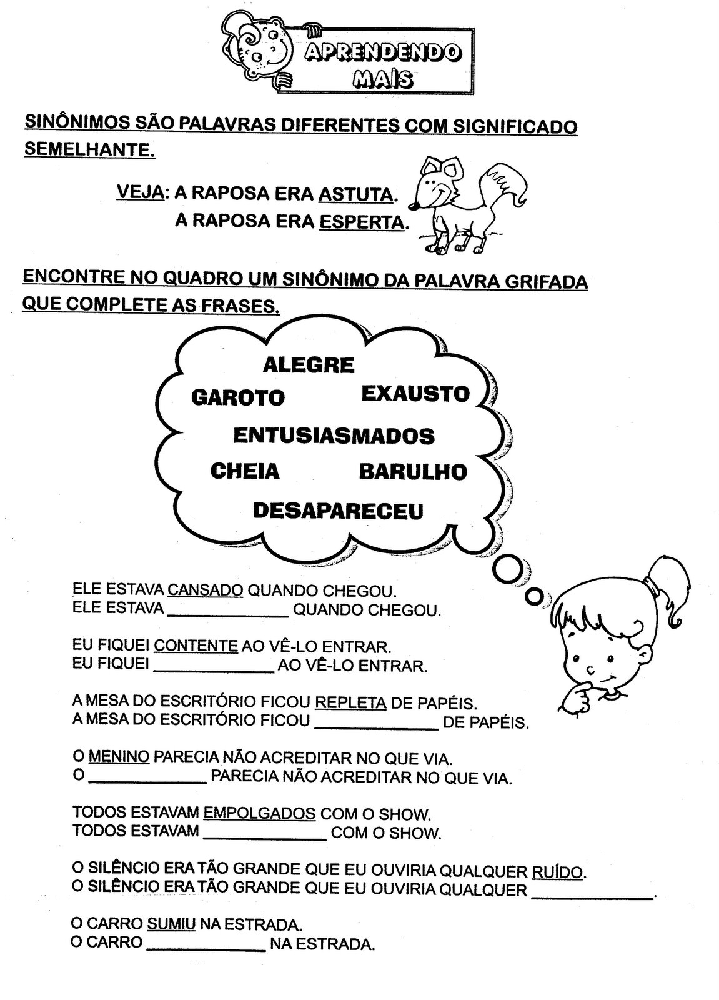 APRENDENDO
MAIS
SINÔNIMOS SÃO PALAVRAS DIFERENTES COM SIGNIFICADO
SEMELHANTE.
VEJA: A RAPOSA ERA ASTUTA.
A RAPOSA ERA ESPERTA.
ENCONTRE NO QUADRO UM SINÔNIMO DA PALAVRA GRIFADA
QUE COMPLETE AS FRASES.
ALEGRE
GAROTO EXAUSTO
ENTUSIASMADOS
CHEIA BARULHO
DESAPARECEU
ELE ESTAVA CANSADO QUANDO CHEGOU.
ELE ESTAVA ______________ QUANDO CHEGOU.
EU FIQUEI CONTENTE AO VÊ-LO ENTRAR.
EU FIQUEI ______________ AO VÊ-LO ENTRAR.
A MESA DO ESCRITÓRIO FICOU REPLETA DE PAPÉIS.
A MESA DO ESCRITÓRIO FICOU ______________ DE PAPÉIS.
O MENINO PARECIA NÃO ACREDITAR NO QUE VIA.
O ______________ PARECIA NÃO ACREDITAR NO QUE VIA.
TODOS ESTAVAM EMPOLGADOS COM O SHOW.
TODOS ESTAVAM ______________ COM O SHOW.
O SILÊNCIO ERA TÃO GRANDE QUE EU OUVIRIA QUALQUER RUÍDO.
O SILÊNCIO ERA TÃO GRANDE QUE EU OUVIRIA QUALQUER ______________.
O CARRO SUMIU NA ESTRADA.
O CARRO ______________ NA ESTRADA.